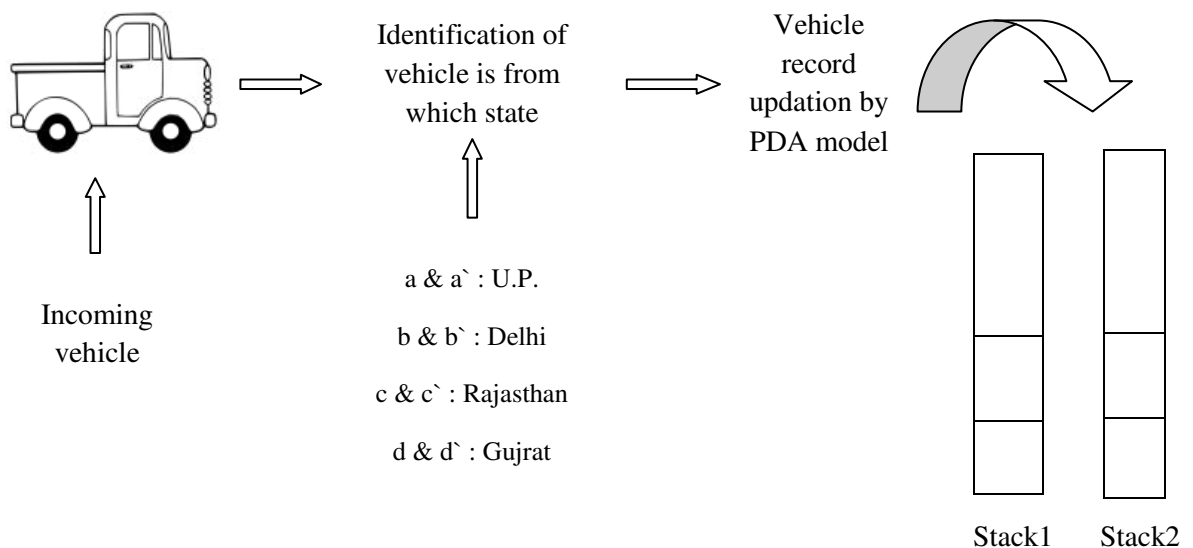 Incoming
vehicle
Identification of
vehicle is from
which state
a & a` : U.P.
b & b` : Delhi
c & c` : Rajasthan
d & d` : Gujrat
Vehicle
record
updation by
PDA model
Stack1
Stack2